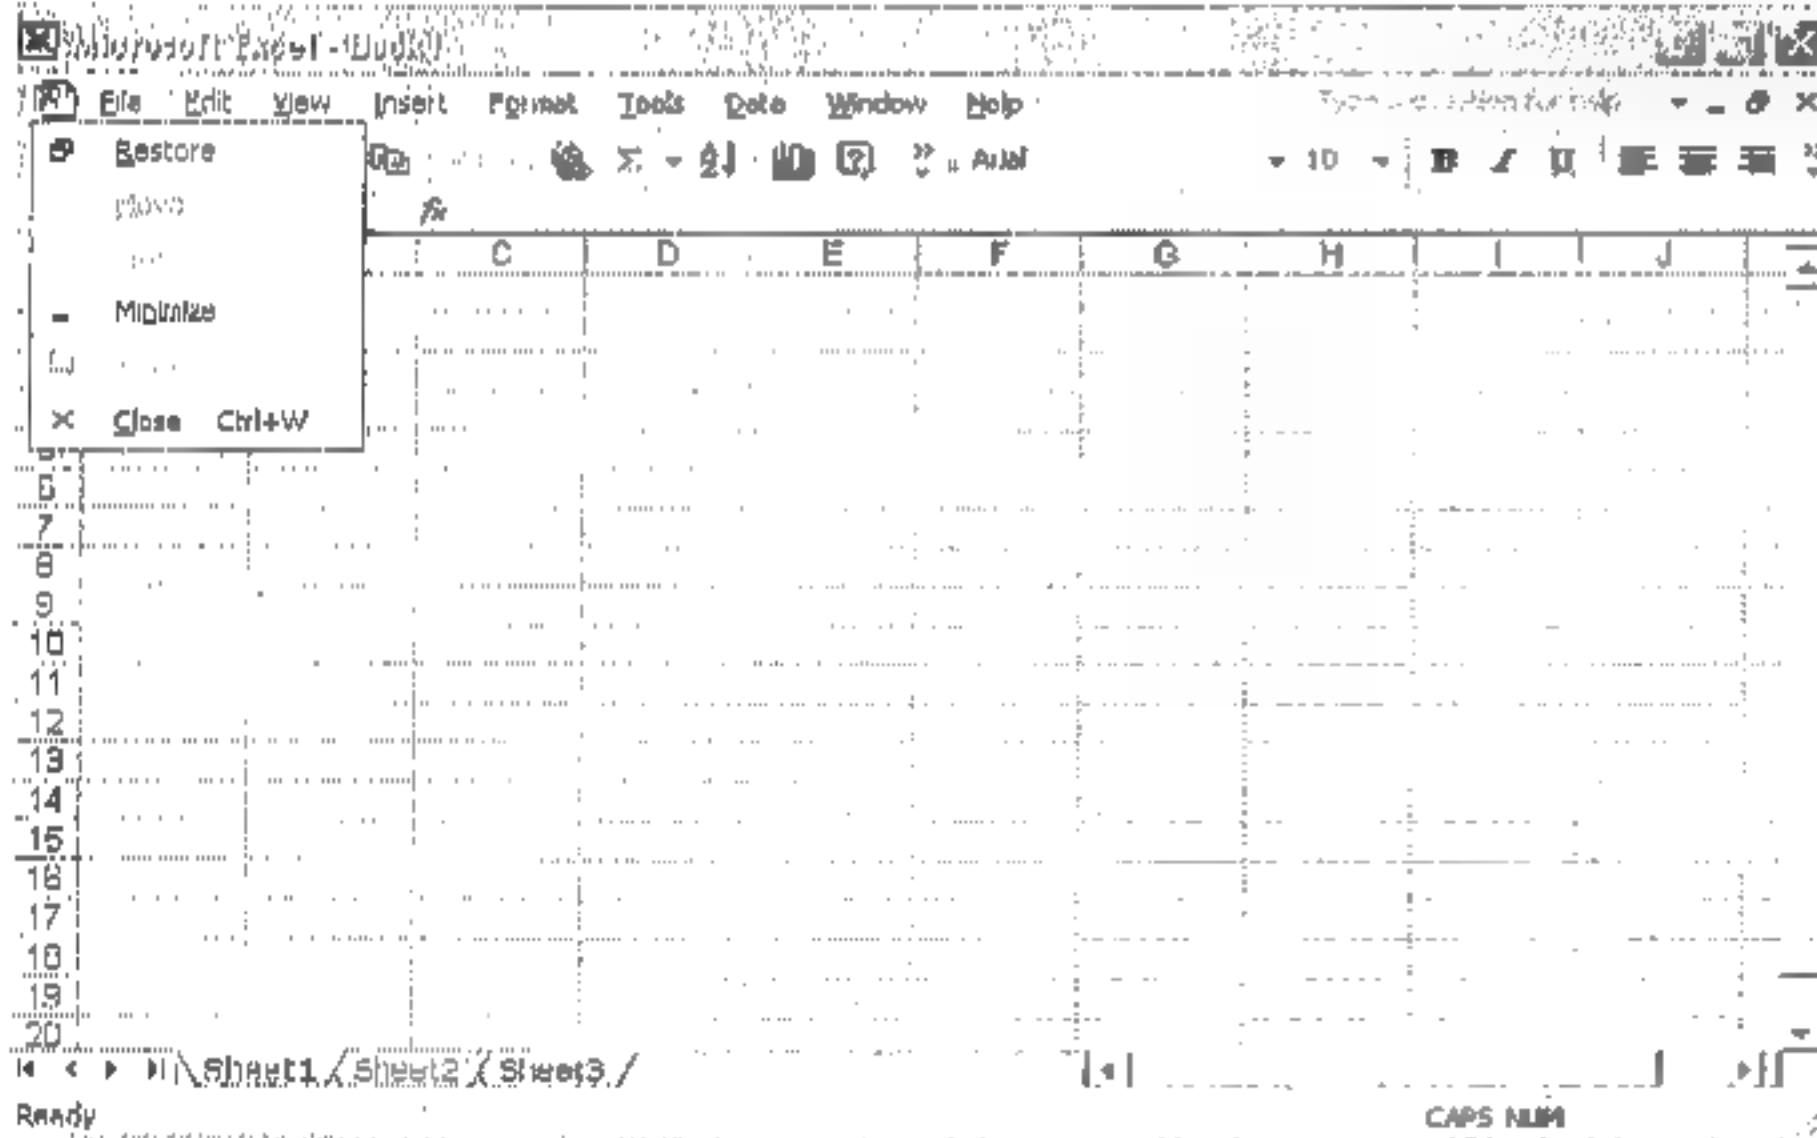 Microsoft Excel - Book1
File Edit View Insert Format Tools Data Window Help
Restore
Arial 10 B I U
Move
fx
C D E F G H I J
Minimize
Close Ctrl+W
6
7
8
9
10
11
12
13
14
15
16
17
18
19
20
Sheet1 Sheet2 Sheet3
Ready CAPS NUM